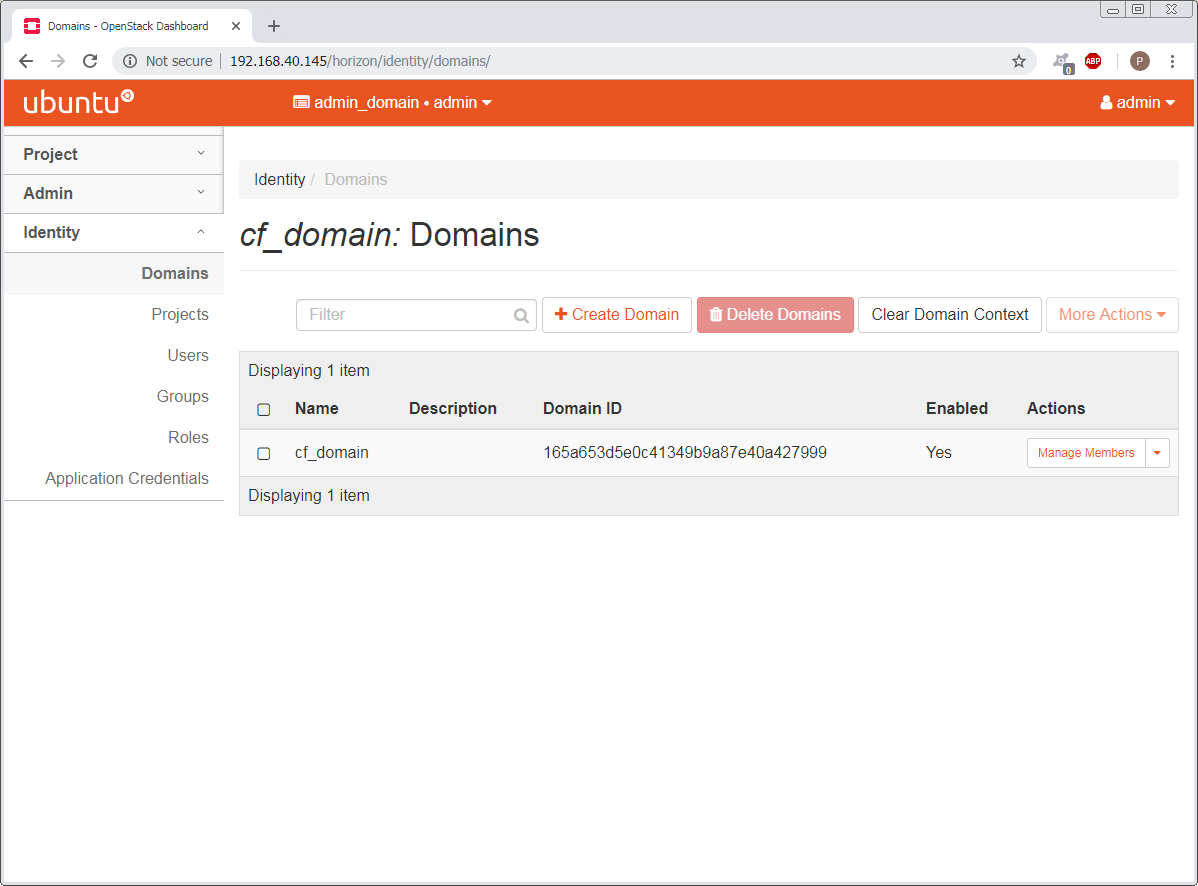 Domains - OpenStack Dashboard
Not secure 192.168.40.145/horizon/identity/domains/
0 ABP P
ubuntu admin_domain • admin admin
Project
Admin
Identity
Domains
Projects
Users
Groups
Roles
Application Credentials
Identity / Domains
cf_domain: Domains
Filter Create Domain Delete Domains Clear Domain Context More Actions
Displaying 1 item
Name Description Domain ID Enabled Actions
cf_domain 165a653d5e0c41349b9a87e40a427999 Yes Manage Members
Displaying 1 item